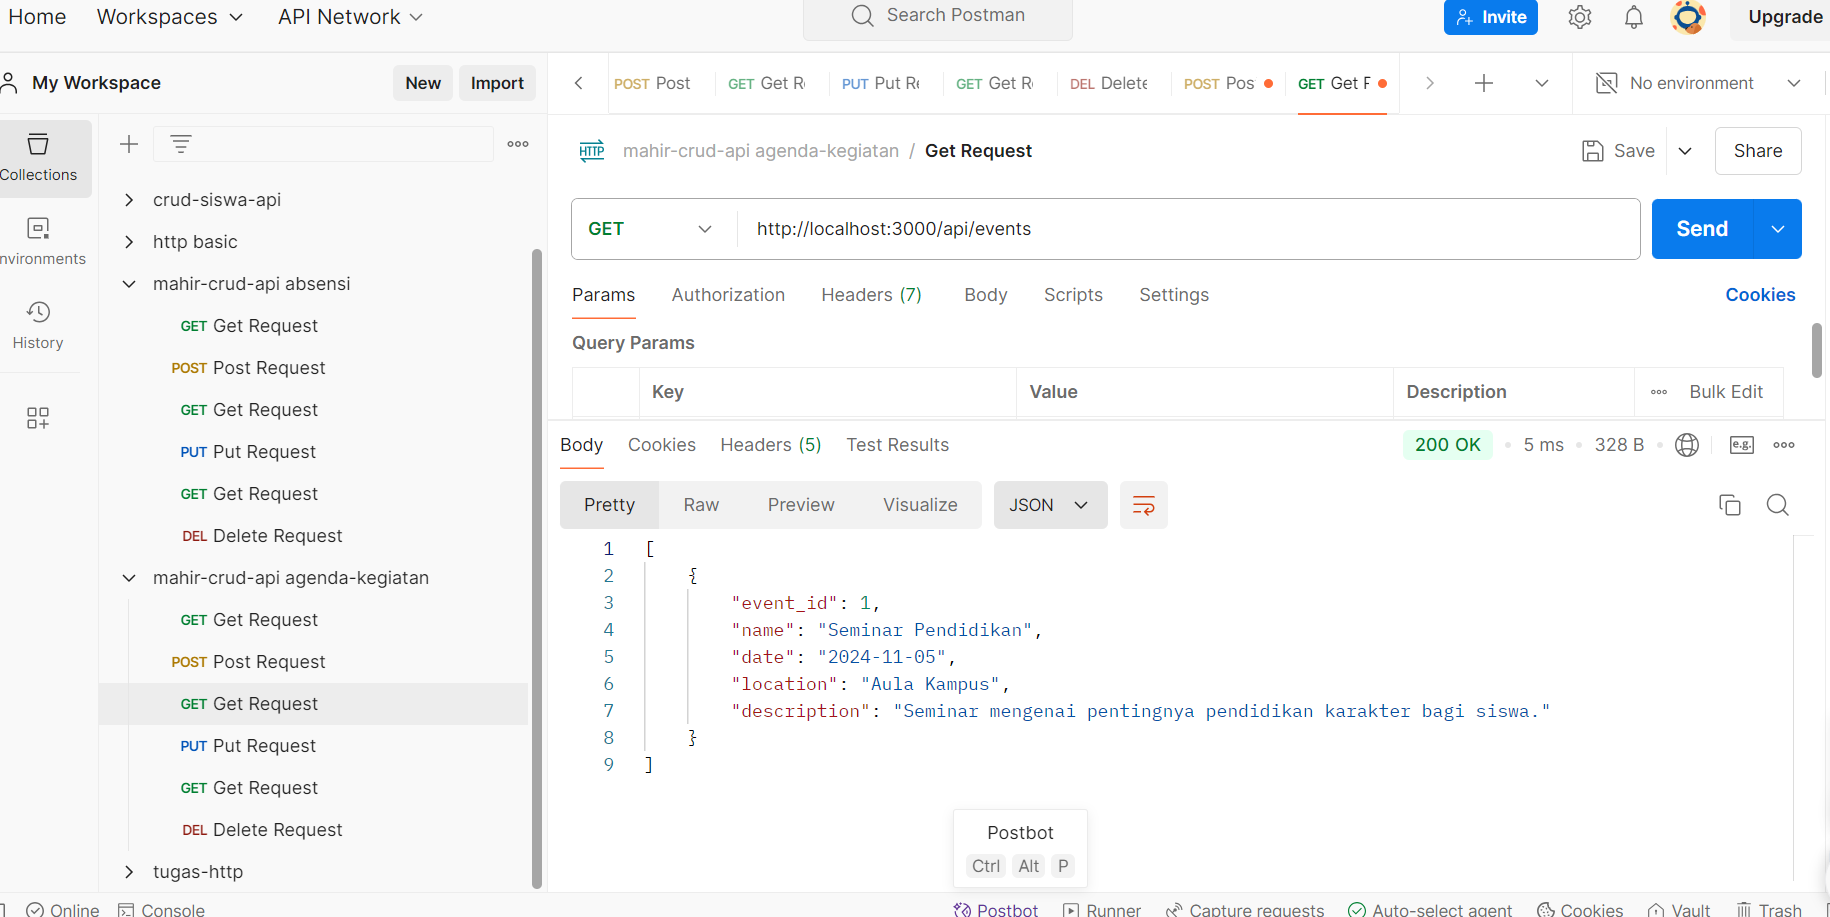 Home Workspaces API Network Search Postman Invite Upgrade
My Workspace New Import
POST Post GET Get R PUT Put Re GET Get R DEL Delete POST Pos GET Get F No environment
Collections
nvironments
History
crud-siswa-api
http basic
mahir-crud-api absensi
GET Get Request
POST Post Request
GET Get Request
PUT Put Request
GET Get Request
DEL Delete Request
mahir-crud-api agenda-kegiatan
GET Get Request
POST Post Request
GET Get Request
PUT Put Request
GET Get Request
DEL Delete Request
tugas-http
HTTP mahir-crud-api agenda-kegiatan / Get Request Save Share
GET http://localhost:3000/api/events Send
Params Authorization Headers (7) Body Scripts Settings Cookies
Query Params
Key Value Description Bulk Edit
Body Cookies Headers (5) Test Results 200 OK 5 ms 328 B e.g.
Pretty Raw Preview Visualize JSON
1 [
2 {
3 "event_id": 1,
4 "name": "Seminar Pendidikan",
5 "date": "2024-11-05",
6 "location": "Aula Kampus",
7 "description": "Seminar mengenai pentingnya pendidikan karakter bagi siswa."
8 }
9 ]
Postbot
Ctrl Alt P
Online Console Postbot Runner Capture requests Auto-select agent Cookies Vault Trash